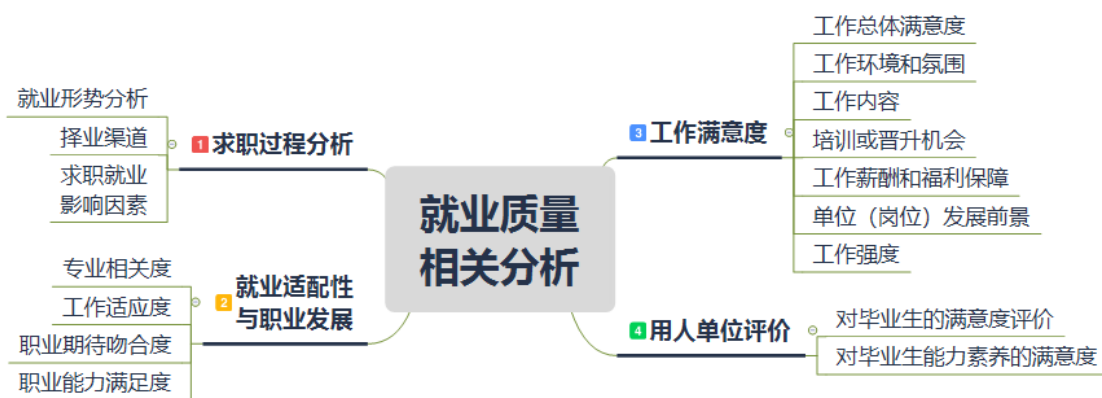 就业质量
相关分析
1 求职过程分析
就业形势分析
择业渠道
求职就业
影响因素
2 就业适配性
与职业发展
专业相关度
工作适应度
职业期待吻合度
职业能力满足度
3 工作满意度
工作总体满意度
工作环境和氛围
工作内容
培训或晋升机会
工作薪酬和福利保障
单位（岗位）发展前景
工作强度
4 用人单位评价
对毕业生的满意度评价
对毕业生能力素养的满意度